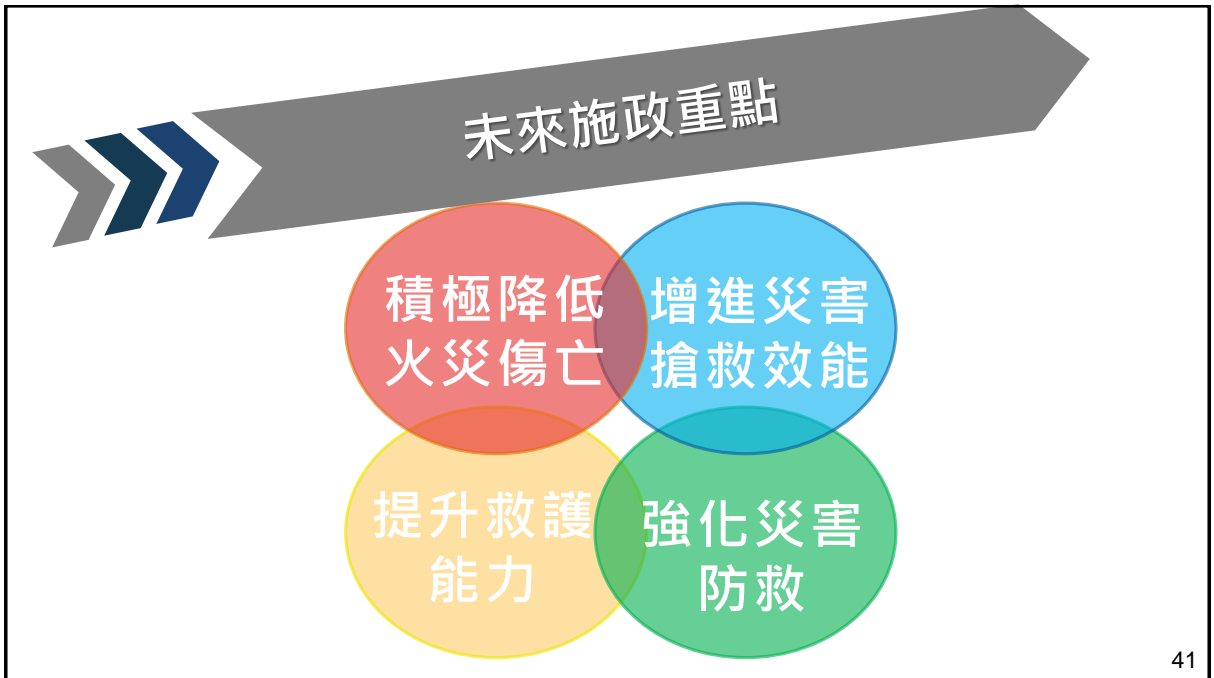 未來施政重點
積極降低
火災傷亡
增進災害
搶救效能
提升救護
能力
強化災害
防救
41